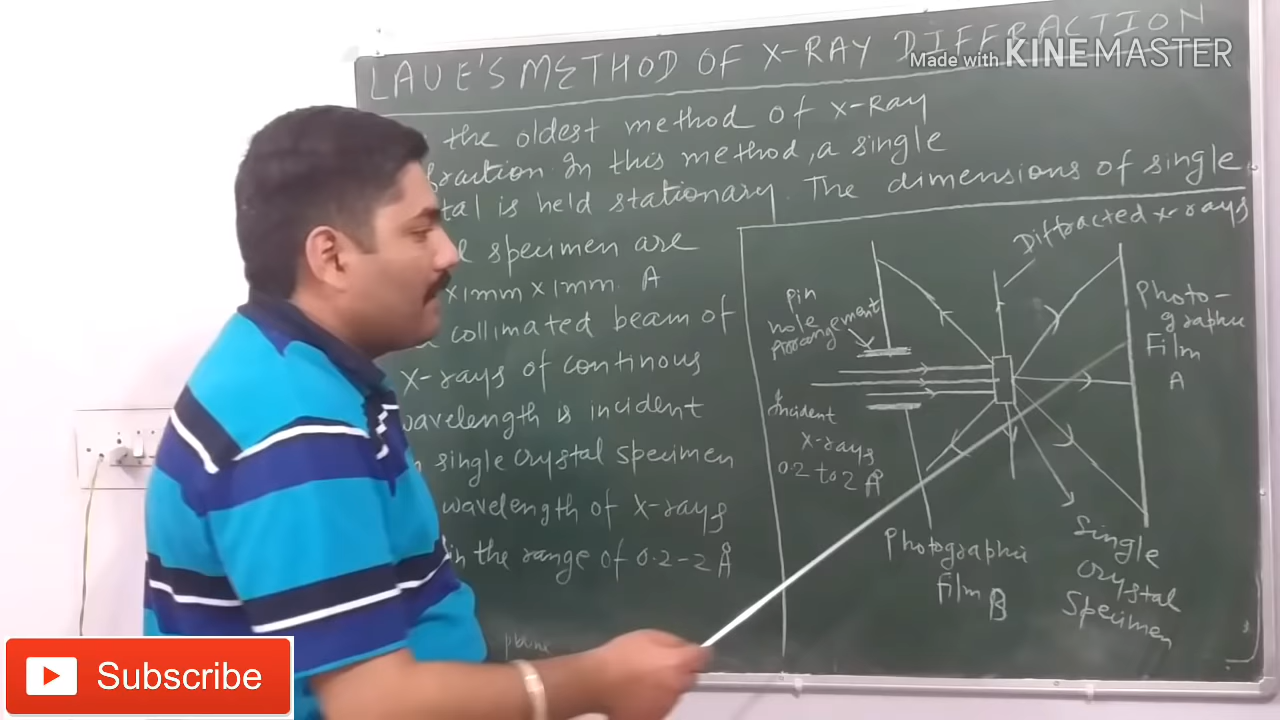 LAUE'S METHOD OF X-RAY DIFFRACTION
Made with KINEMASTER
the oldest method of X-Ray
fraction. In this method, a single
tal is held stationary. The dimensions of single
specimen are
x1mm x 1mm. A
collimated beam of
X-rays of continous
wavelength is incident
single crystal specimen
wavelength of X-rays
in the range of 0.2-2 Å
Diffracted X-rays
Pin
hole
Arrangement
Photo-
graphic
Film
A
Incident
X-rays
0.2 to 2 Å
Photographic
Film B
Single
crystal
Specimen
plane
Subscribe